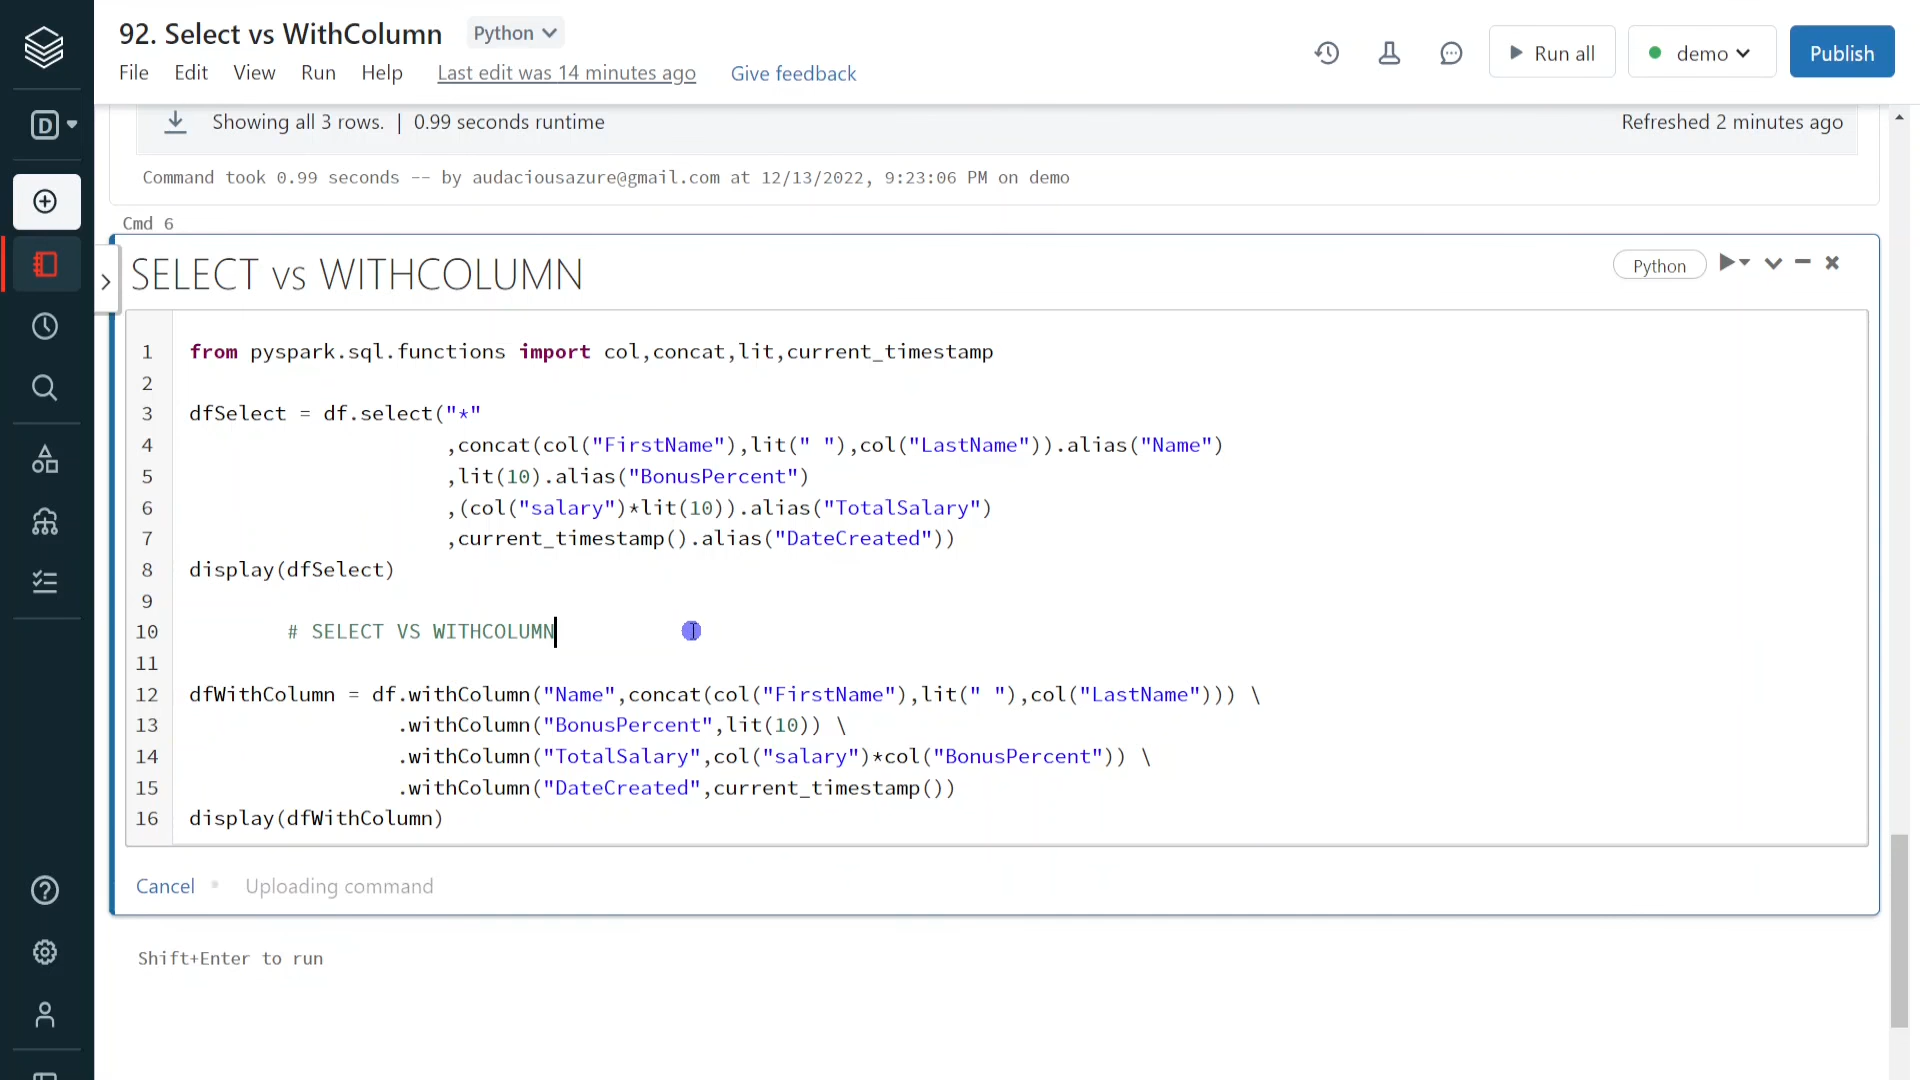 92. Select vs WithColumn
Python
File Edit View Run Help Last edit was 14 minutes ago Give feedback
Run all
demo
Publish
D
Showing all 3 rows. | 0.99 seconds runtime
Refreshed 2 minutes ago
Command took 0.99 seconds -- by audaciousazure@gmail.com at 12/13/2022, 9:23:06 PM on demo
Cmd 6
SELECT vs WITHCOLUMN
Python
1 from pyspark.sql.functions import col,concat,lit,current_timestamp
2
3 dfSelect = df.select("*"
4 ,concat(col("FirstName"),lit(" "),col("LastName")).alias("Name")
5 ,lit(10).alias("BonusPercent")
6 ,(col("salary")*lit(10)).alias("TotalSalary")
7 ,current_timestamp().alias("DateCreated"))
8 display(dfSelect)
9
10 # SELECT VS WITHCOLUMN
11
12 dfWithColumn = df.withColumn("Name",concat(col("FirstName"),lit(" "),col("LastName"))) \
13 .withColumn("BonusPercent",lit(10)) \
14 .withColumn("TotalSalary",col("salary")*col("BonusPercent")) \
15 .withColumn("DateCreated",current_timestamp())
16 display(dfWithColumn)
Cancel Uploading command
Shift+Enter to run